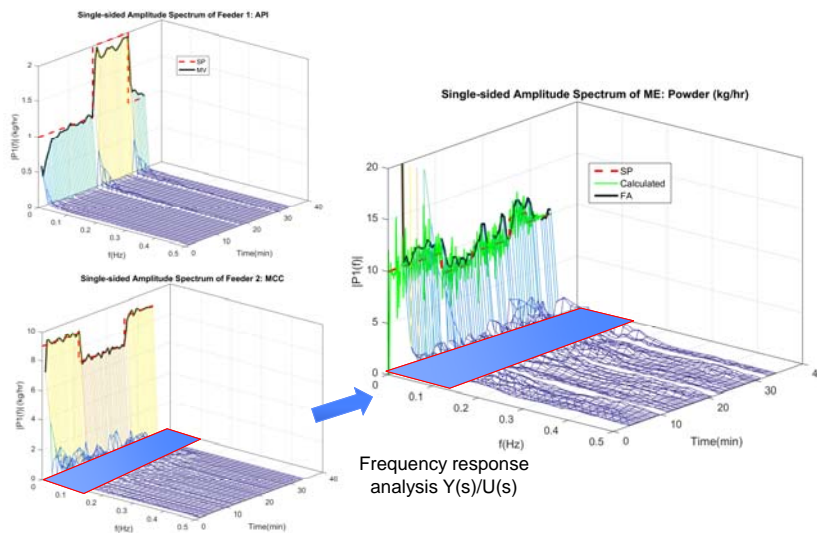 Single-sided Amplitude Spectrum of Feeder 1: API
2
1.5
1
0.5
0
|P1(f)| (kg/hr)
SP
MV
0
0.1
0.2
0.3
0.4
0.5
f(Hz)
0
10
20
30
40
Time(min)
Single-sided Amplitude Spectrum of Feeder 2: MCC
10
8
6
4
2
0
|P1(f)| (kg/hr)
0
0.1
0.2
0.3
0.4
0.5
f(Hz)
0
10
20
30
40
Time(min)
Single-sided Amplitude Spectrum of ME: Powder (kg/hr)
20
15
10
5
0
|P1(f)|
SP
Calculated
FA
0
0.1
0.2
0.3
0.4
0.5
f(Hz)
0
10
20
30
4
Time(min)
Frequency response
analysis Y(s)/U(s)